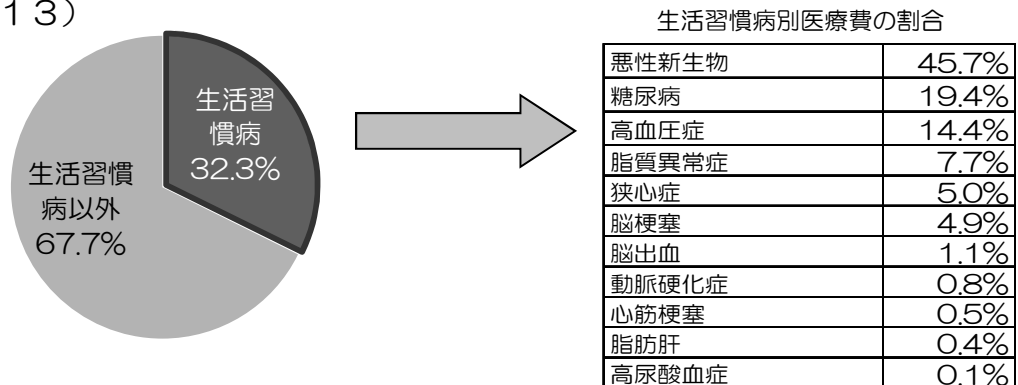 １３）
生活習慣病別医療費の割合
生活習
慣病
32.3%
生活習慣
病以外
67.7%
悪性新生物 45.7%
糖尿病 19.4%
高血圧症 14.4%
脂質異常症 7.7%
狭心症 5.0%
脳梗塞 4.9%
脳出血 1.1%
動脈硬化症 0.8%
心筋梗塞 0.5%
脂肪肝 0.4%
高尿酸血症 0.1%